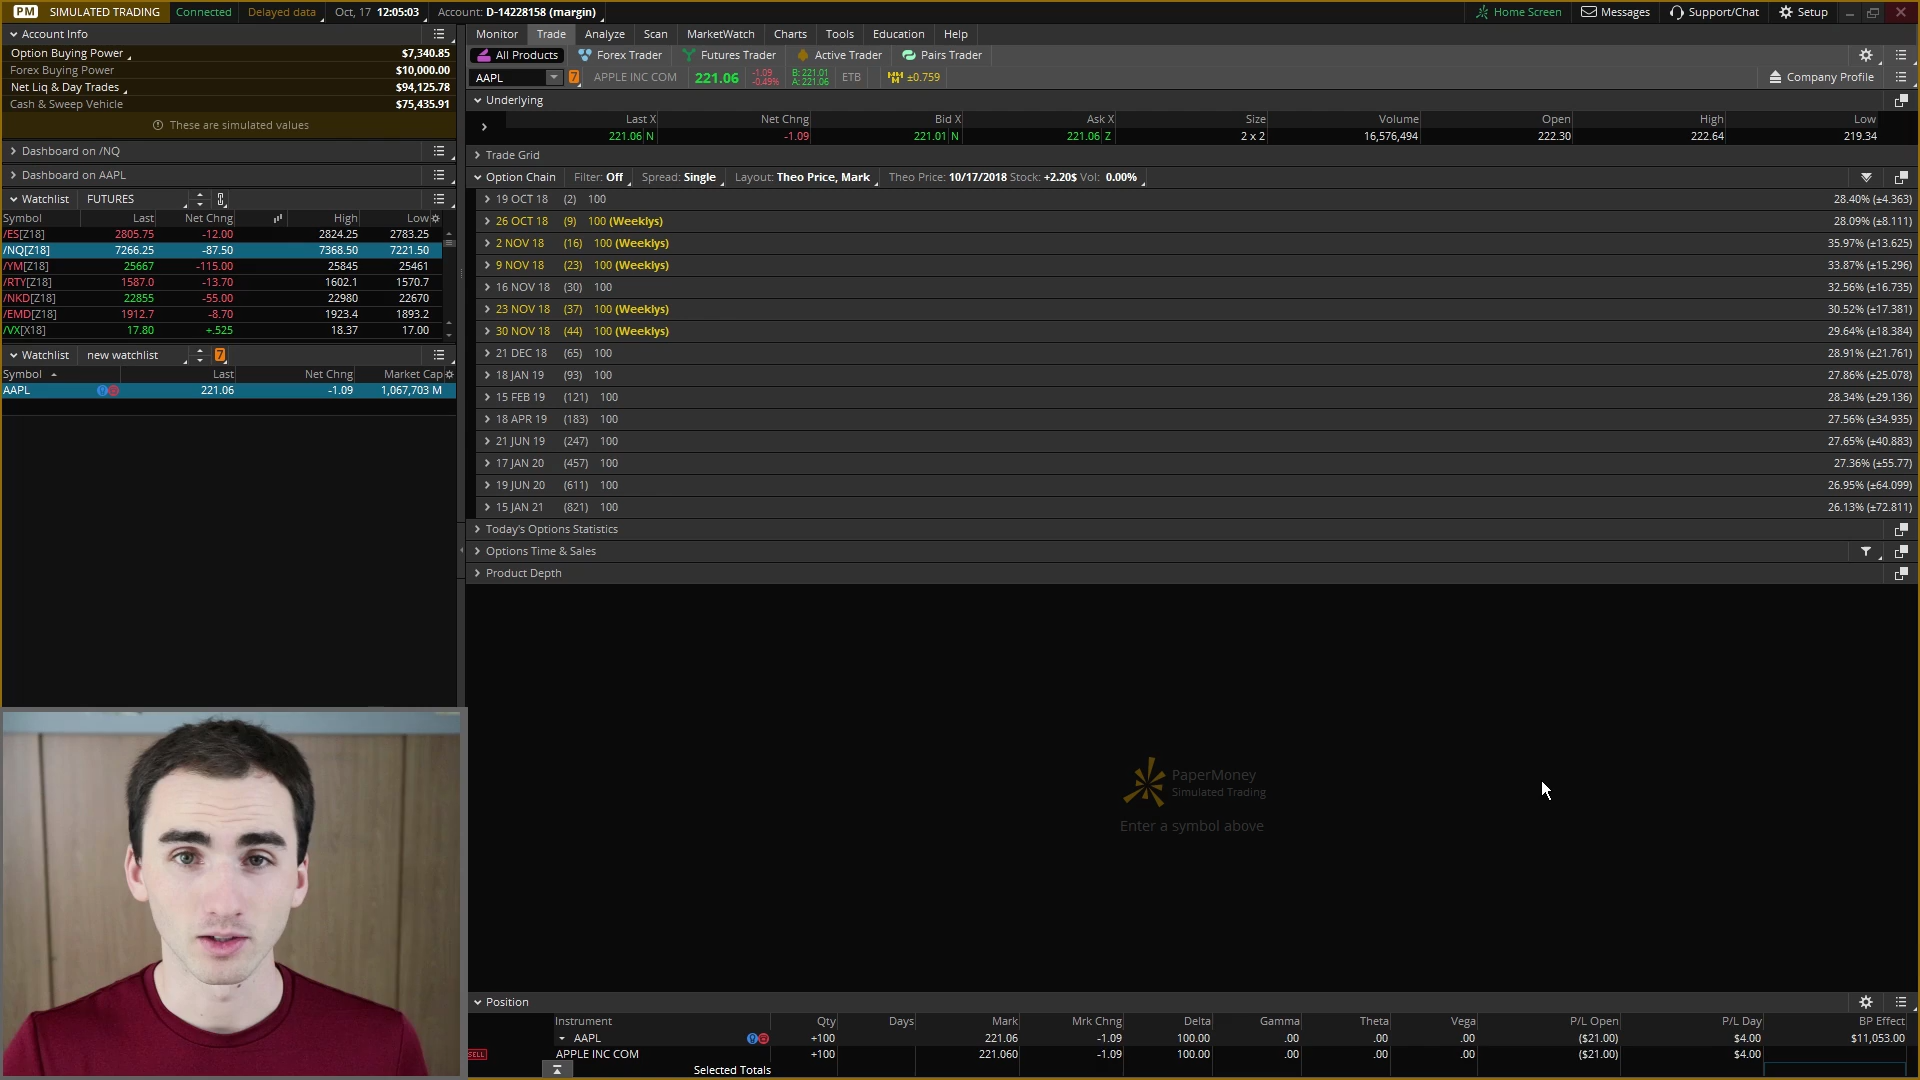 PM SIMULATED TRADING Connected Delayed data Oct, 17 12:05:03 Account: D-14228158 (margin) Home Screen Messages Support/Chat Setup
Account Info
Option Buying Power $7,340.85
Forex Buying Power $10,000.00
Net Liq & Day Trades $94,125.78
Cash & Sweep Vehicle $75,435.91
These are simulated values
Dashboard on /NQ
Dashboard on AAPL
Watchlist FUTURES
Symbol Last Net Chng High Low
/ES[Z18] 2805.75 -12.00 2824.25 2783.25
/NQ[Z18] 7266.25 -87.50 7368.50 7221.50
/YM[Z18] 25667 -115.00 25845 25461
/RTY[Z18] 1587.0 -13.70 1602.1 1570.7
/NKD[Z18] 22855 -55.00 22980 22670
/EMD[Z18] 1912.7 -8.70 1923.4 1893.2
/VX[X18] 17.80 +.525 18.37 17.00
Watchlist new watchlist 7
Symbol Last Net Chng Market Cap
AAPL 221.06 -1.09 1,067,703 M
Monitor Trade Analyze Scan MarketWatch Charts Tools Education Help
All Products Forex Trader Futures Trader Active Trader Pairs Trader
AAPL 7 APPLE INC COM 221.06 -1.09 -0.49% B: 221.01 A: 221.06 ETB ±0.759 Company Profile
Underlying
Last X Net Chng Bid X Ask X Size Volume Open High Low
221.06 N -1.09 221.01 N 221.06 Z 2 x 2 16,576,494 222.30 222.64 219.34
Trade Grid
Option Chain Filter: Off Spread: Single Layout: Theo Price, Mark Theo Price: 10/17/2018 Stock: +2.20$ Vol: 0.00%
19 OCT 18 (2) 100 28.40% (±4.363)
26 OCT 18 (9) 100 (Weeklys) 28.09% (±8.111)
2 NOV 18 (16) 100 (Weeklys) 35.97% (±13.625)
9 NOV 18 (23) 100 (Weeklys) 33.87% (±15.296)
16 NOV 18 (30) 100 32.56% (±16.735)
23 NOV 18 (37) 100 (Weeklys) 30.52% (±17.381)
30 NOV 18 (44) 100 (Weeklys) 29.64% (±18.384)
21 DEC 18 (65) 100 28.91% (±21.761)
18 JAN 19 (93) 100 27.86% (±25.078)
15 FEB 19 (121) 100 28.34% (±29.136)
18 APR 19 (183) 100 27.56% (±34.935)
21 JUN 19 (247) 100 27.65% (±40.883)
17 JAN 20 (457) 100 27.36% (±55.77)
19 JUN 20 (611) 100 26.95% (±64.099)
15 JAN 21 (821) 100 26.13% (±72.811)
Today's Options Statistics
Options Time & Sales
Product Depth
PaperMoney
Simulated Trading
Enter a symbol above
Position
Instrument Qty Days Mark Mrk Chng Delta Gamma Theta Vega P/L Open P/L Day BP Effect
AAPL +100 221.06 -1.09 100.00 .00 .00 .00 ($21.00) $4.00 $11,053.00
SELL APPLE INC COM +100 221.060 -1.09 100.00 .00 .00 .00 ($21.00) $4.00
Selected Totals